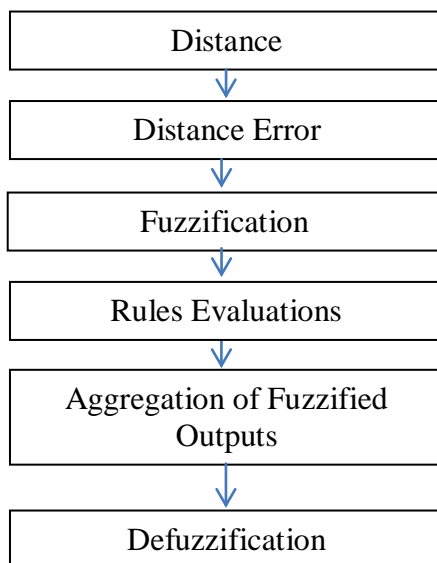 Distance
Distance Error
Fuzzification
Rules Evaluations
Aggregation of Fuzzified
Outputs
Defuzzification